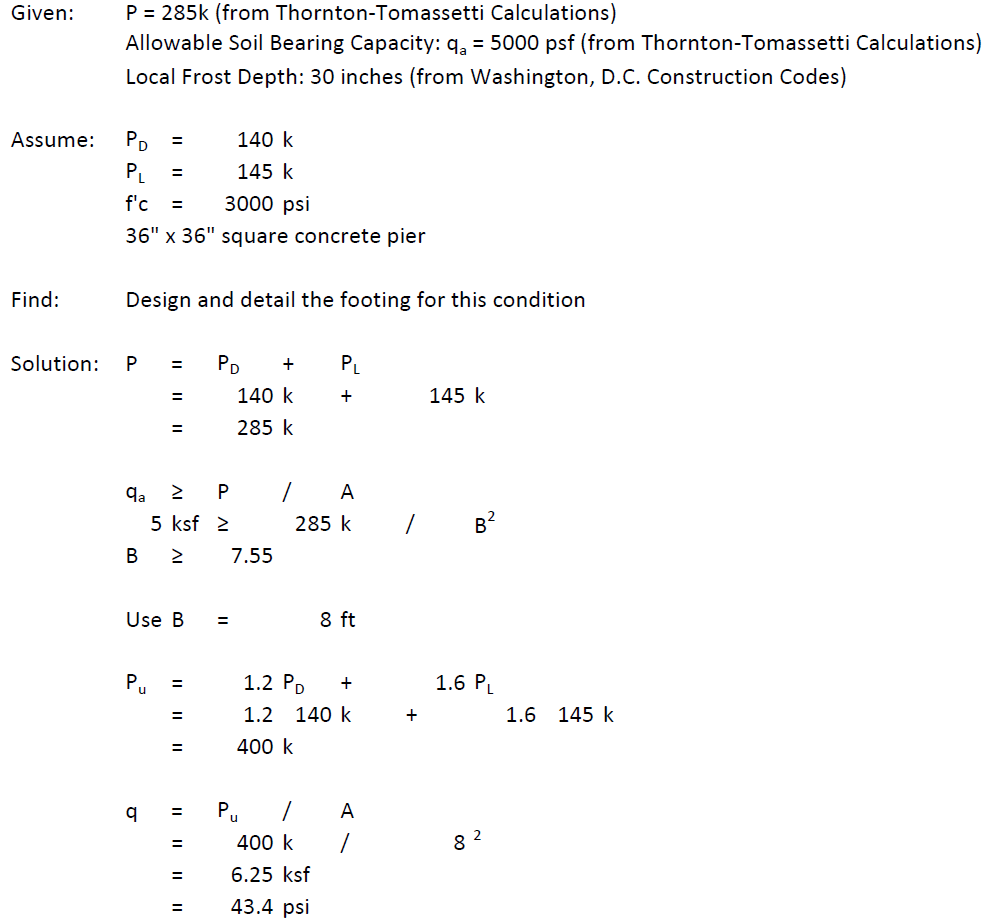 Given: P = 285k (from Thornton-Tomassetti Calculations)
Allowable Soil Bearing Capacity: qₐ = 5000 psf (from Thornton-Tomassetti Calculations)
Local Frost Depth: 30 inches (from Washington, D.C. Construction Codes)
Assume: P_D = 140 k
P_L = 145 k
f'c = 3000 psi
36" x 36" square concrete pier
Find: Design and detail the footing for this condition
Solution: P = P_D + P_L
= 140 k + 145 k
= 285 k
qₐ ≥ P / A
5 ksf ≥ 285 k / B²
B ≥ 7.55
Use B = 8 ft
P_u = 1.2 P_D + 1.6 P_L
= 1.2 140 k + 1.6 145 k
= 400 k
q = P_u / A
= 400 k / 8 ²
= 6.25 ksf
= 43.4 psi